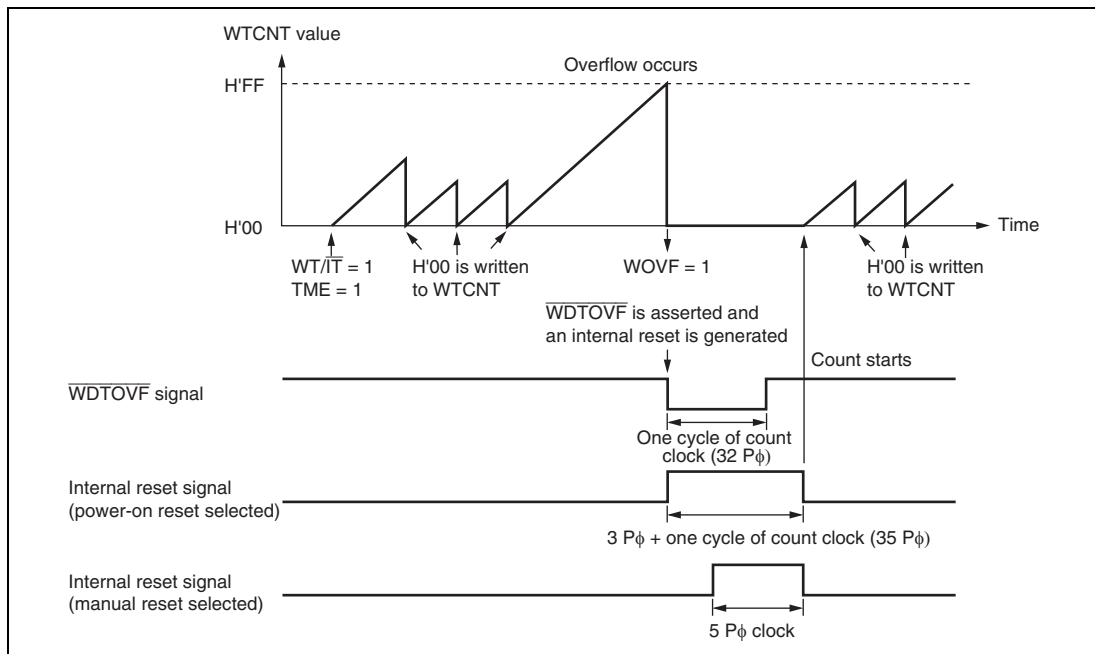 WTCNT value
Overflow occurs
H'FF
H'00
Time
WT/I̅T̅ = 1
TME = 1
H'00 is written
to WTCNT
WOVF = 1
H'00 is written
to WTCNT
W̅D̅T̅O̅V̅F̅ is asserted and
an internal reset is generated
Count starts
W̅D̅T̅O̅V̅F̅ signal
One cycle of count
clock (32 Pϕ)
Internal reset signal
(power-on reset selected)
3 Pϕ + one cycle of count clock (35 Pϕ)
Internal reset signal
(manual reset selected)
5 Pϕ clock